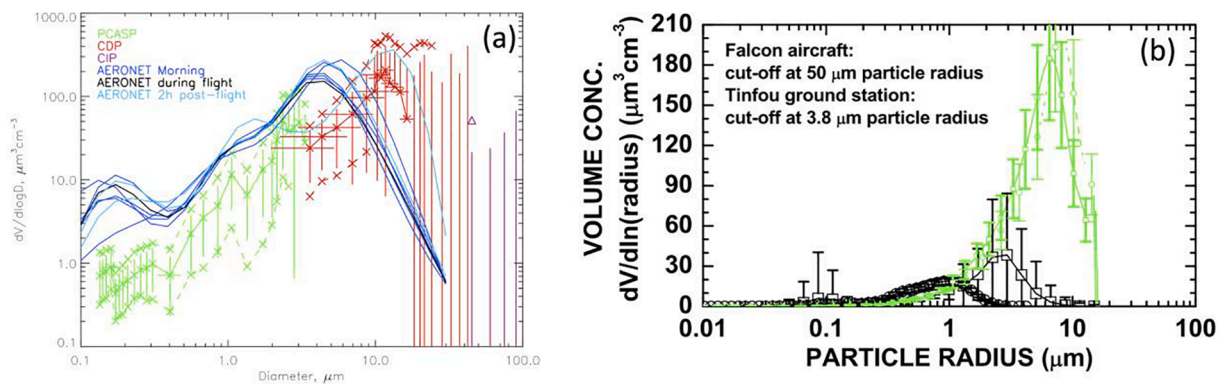 (a)
PCASP
CDP
CIP
AERONET Morning
AERONET during flight
AERONET 2h post-flight
dV/dlogD, μm³cm⁻³
1000.0
100.0
10.0
1.0
0.1
0.1 1.0 10.0 100.0
Diameter, μm
(b)
Falcon aircraft:
cut-off at 50 μm particle radius
Tinfou ground station:
cut-off at 3.8 μm particle radius
VOLUME CONC.
dV/dln(radius) (μm³cm⁻³)
210
180
150
120
90
60
30
0
0.01 0.1 1 10 100
PARTICLE RADIUS (μm)